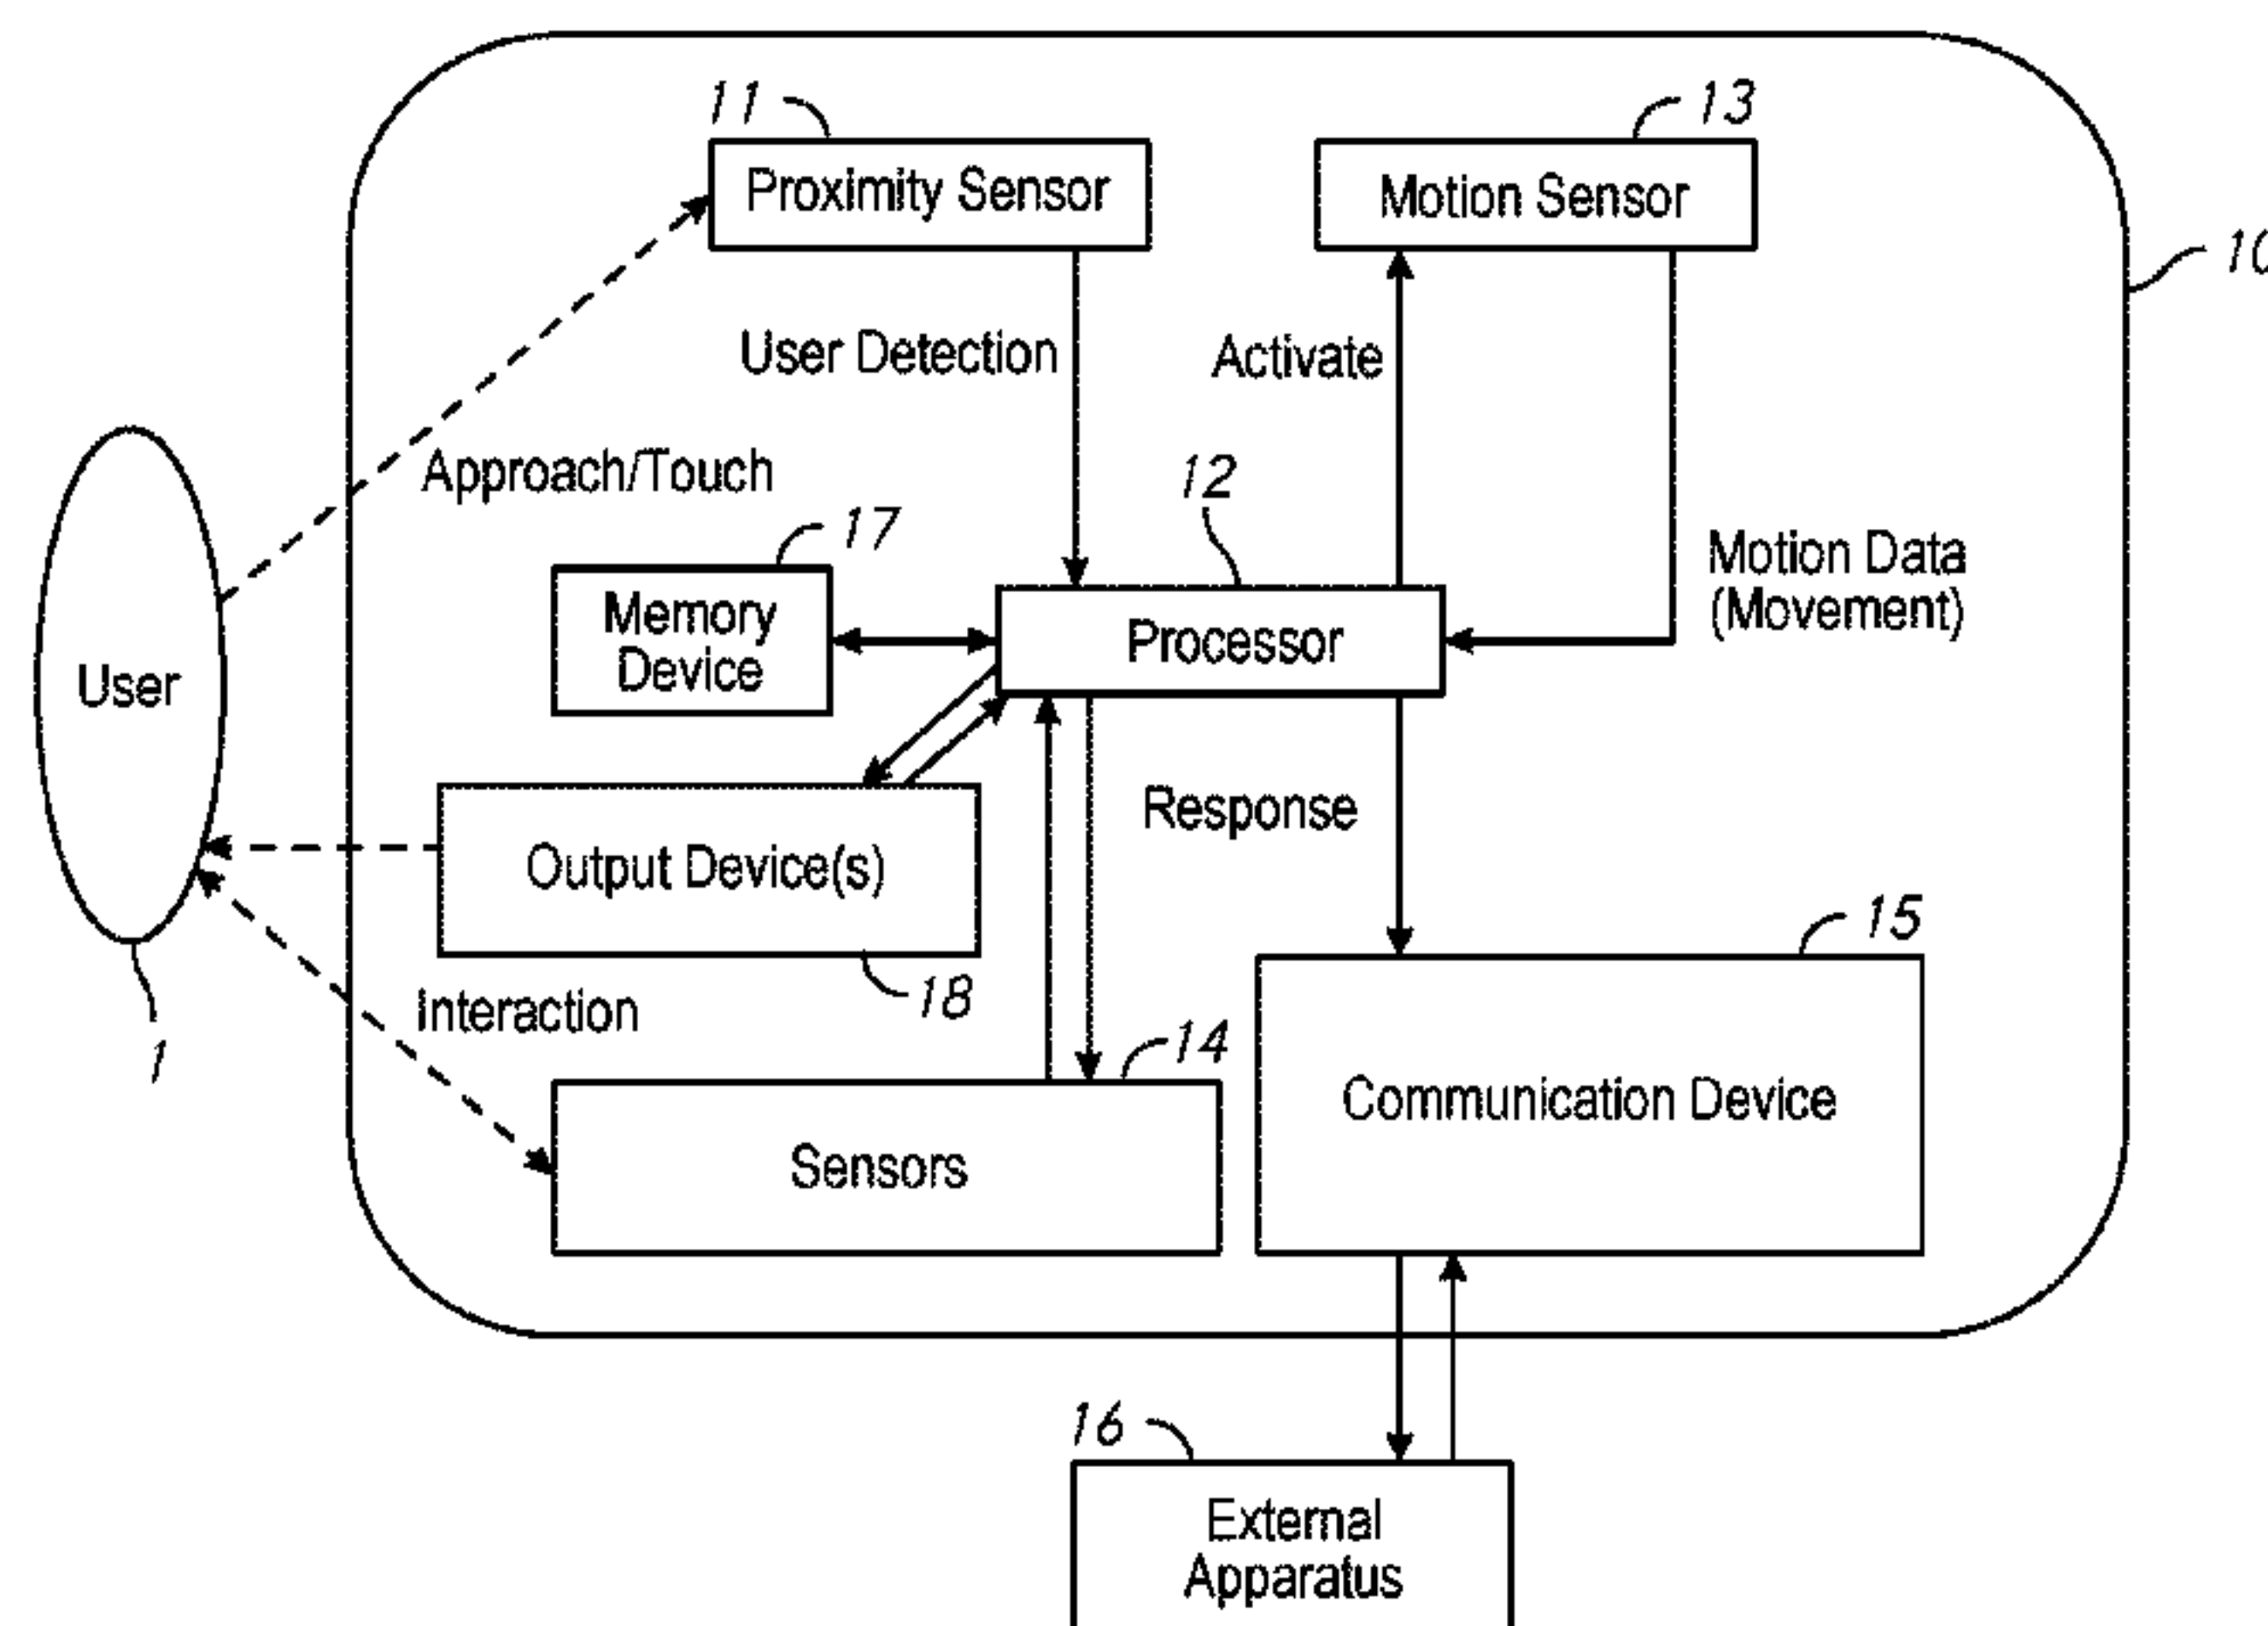 11
13
Proximity Sensor
Motion Sensor
10
User Detection
Activate
Approach/Touch
12
17
Motion Data
(Movement)
Memory
Device
Processor
User
Response
Output Device(s)
15
18
Interaction
14
1
Communication Device
Sensors
16
External
Apparatus